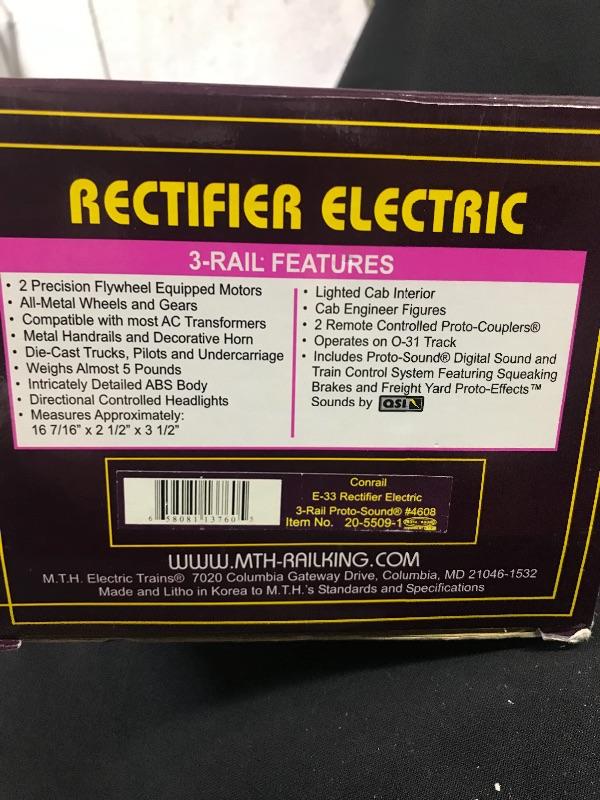 RECTIFIER ELECTRIC
3-RAIL FEATURES
• 2 Precision Flywheel Equipped Motors
• All-Metal Wheels and Gears
• Compatible with most AC Transformers
• Metal Handrails and Decorative Horn
• Die-Cast Trucks, Pilots and Undercarriage
• Weighs Almost 5 Pounds
• Intricately Detailed ABS Body
• Directional Controlled Headlights
• Measures Approximately:
16 7/16” x 2 1/2” x 3 1/2”
• Lighted Cab Interior
• Cab Engineer Figures
• 2 Remote Controlled Proto-Couplers®
• Operates on O-31 Track
• Includes Proto-Sound® Digital Sound and
Train Control System Featuring Squeaking
Brakes and Freight Yard Proto-Effects™
Sounds by QSI
6 58081 13760 5
Conrail
E-33 Rectifier Electric
3-Rail Proto-Sound® #4608
Item No. 20-5509-1
WWW.MTH-RAILKING.COM
M.T.H. Electric Trains® 7020 Columbia Gateway Drive, Columbia, MD 21046-1532
Made and Litho in Korea to M.T.H.'s Standards and Specifications